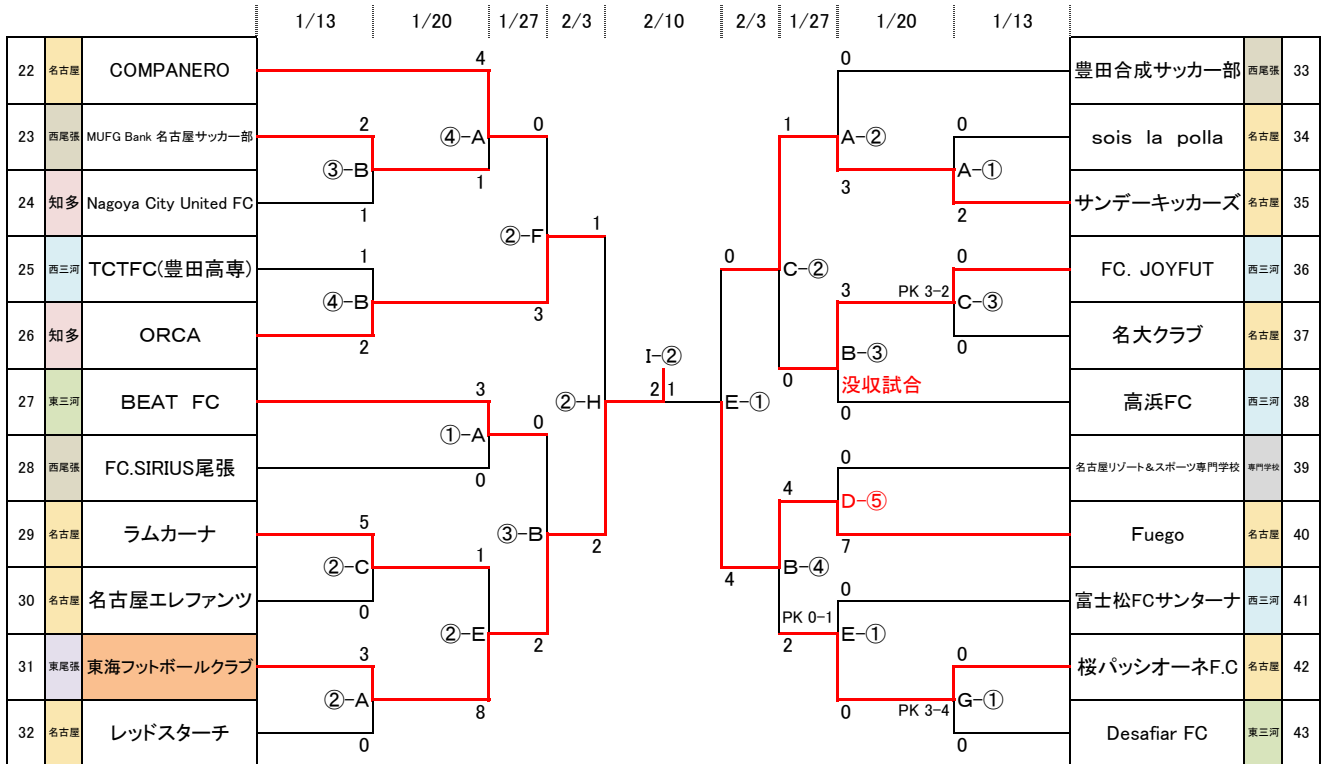 1/13 1/20 1/27 2/3 2/10 2/3 1/27 1/20 1/13
22 名古屋 COMPANERO
23 西尾張 MUFG Bank 名古屋サッカー部
24 知多 Nagoya City United FC
25 西三河 TCTFC(豊田高専)
26 知多 ORCA
27 東三河 BEAT FC
28 西尾張 FC.SIRIUS尾張
29 名古屋 ラムカーナ
30 名古屋 名古屋エレファンツ
31 東尾張 東海フットボールクラブ
32 名古屋 レッドスターチ
2
③-B
1
1
④-B
2
5
②-C
0
3
②-A
0
4
④-A
1
3
①-A
0
1
②-E
8
0
②-F
3
0
③-B
2
1
②-H
2
I-②
2 1
0
E-①
4
1
C-②
0
4
B-④
PK 0-1
2
0
A-②
3
3
B-③
没収試合
0
0
D-⑤
7
0
E-①
0
0
A-①
2
0
PK 3-2
C-③
0
0
PK 3-4
G-①
0
豊田合成サッカー部 西尾張 33
sois la polla 名古屋 34
サンデーキッカーズ 名古屋 35
FC. JOYFUT 西三河 36
名大クラブ 名古屋 37
高浜FC 西三河 38
名古屋リゾート&スポーツ専門学校 専門学校 39
Fuego 名古屋 40
富士松FCサンターナ 西三河 41
桜パッシオーネF.C 名古屋 42
Desafiar FC 東三河 43